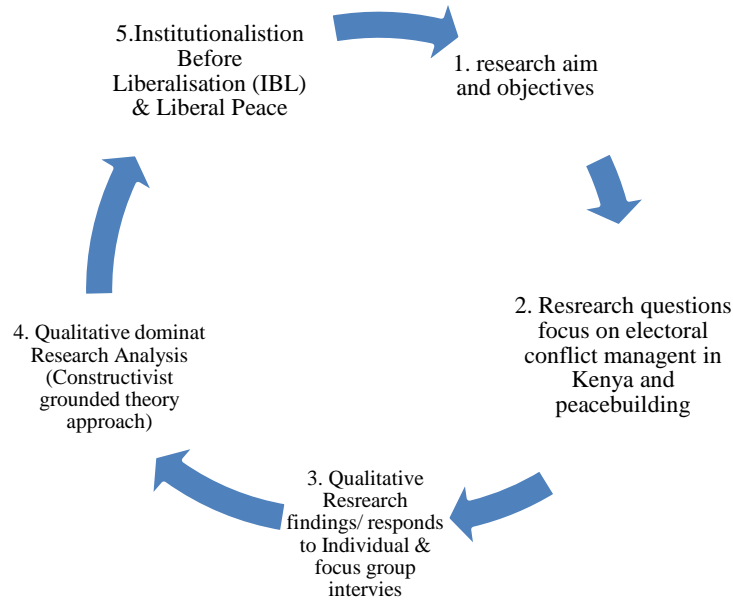 1. research aim
and objectives
2. Resrearch questions
focus on electoral
conflict managent in
Kenya and
peacebuilding
3. Qualitative
Resrearch
findings/ responds
to Individual &
focus group
intervies
4. Qualitative dominat
Research Analysis
(Constructivist
grounded theory
approach)
5.Institutionalistion
Before
Liberalisation (IBL)
& Liberal Peace